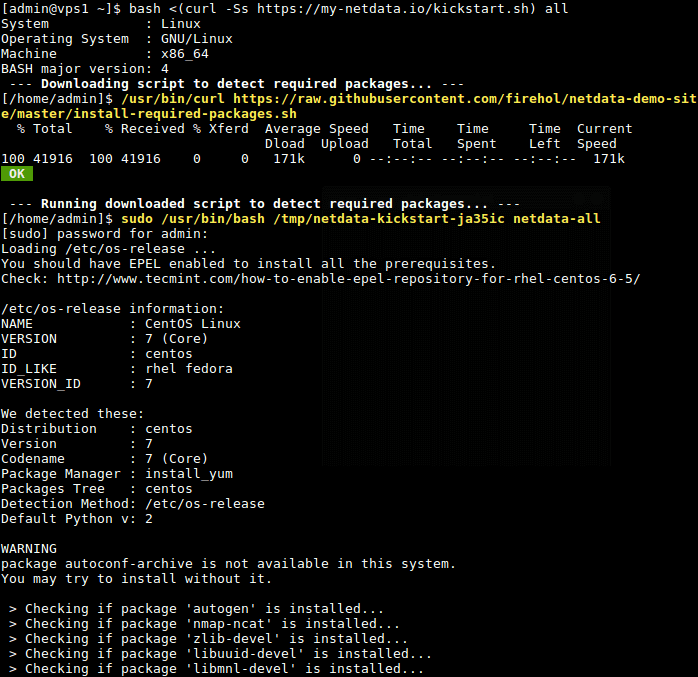 [admin@vps1 ~]$ bash <(curl -Ss https://my-netdata.io/kickstart.sh) all
System            : Linux
Operating System  : GNU/Linux
Machine           : x86_64
BASH major version: 4
 --- Downloading script to detect required packages... ---
[/home/admin]$ /usr/bin/curl https://raw.githubusercontent.com/firehol/netdata-demo-sit
e/master/install-required-packages.sh
  % Total    % Received % Xferd  Average Speed   Time    Time     Time  Current
                                 Dload  Upload   Total   Spent    Left  Speed
100 41916  100 41916    0     0   171k      0 --:--:-- --:--:-- --:--:--  171k
 OK
 --- Running downloaded script to detect required packages... ---
[/home/admin]$ sudo /usr/bin/bash /tmp/netdata-kickstart-ja35ic netdata-all
[sudo] password for admin:
Loading /etc/os-release ...
You should have EPEL enabled to install all the prerequisites.
Check: http://www.tecmint.com/how-to-enable-epel-repository-for-rhel-centos-6-5/
/etc/os-release information:
NAME            : CentOS Linux
VERSION         : 7 (Core)
ID              : centos
ID_LIKE         : rhel fedora
VERSION_ID      : 7
We detected these:
Distribution    : centos
Version         : 7
Codename        : 7 (Core)
Package Manager : install_yum
Packages Tree   : centos
Detection Method: /etc/os-release
Default Python v: 2
WARNING
package autoconf-archive is not available in this system.
You may try to install without it.
 > Checking if package 'autogen' is installed...
 > Checking if package 'nmap-ncat' is installed...
 > Checking if package 'zlib-devel' is installed...
 > Checking if package 'libuuid-devel' is installed...
 > Checking if package 'libmnl-devel' is installed...